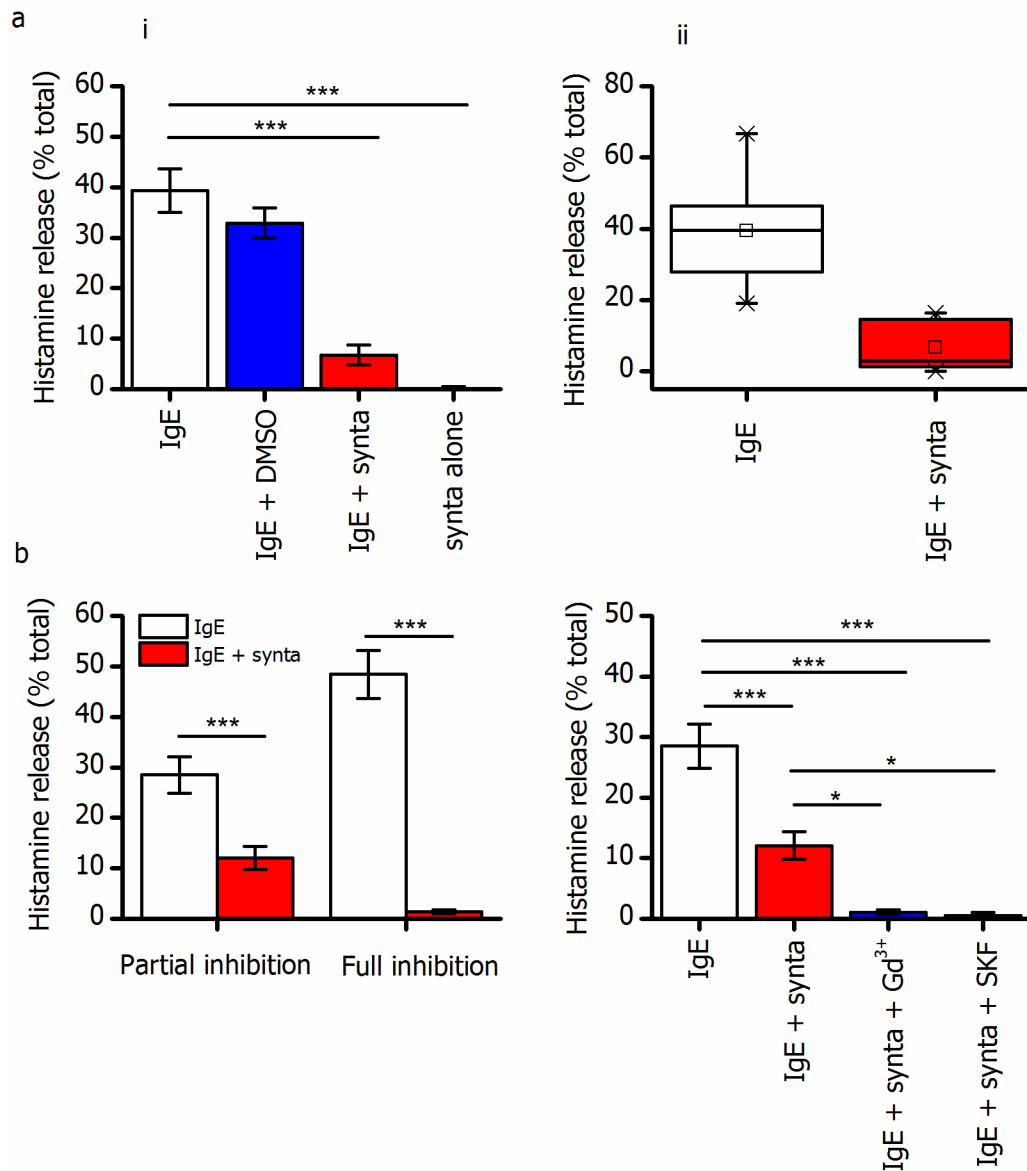 a
i
Histamine release (% total)
60
50
40
30
20
10
0
***
***
IgE
IgE + DMSO
IgE + synta
synta alone
ii
Histamine release (% total)
80
60
40
20
0
IgE
IgE + synta
b
Histamine release (% total)
60
50
40
30
20
10
0
IgE
IgE + synta
***
***
Partial inhibition
Full inhibition
Histamine release (% total)
50
40
30
20
10
0
***
***
***
*
*
IgE
IgE + synta
IgE + synta + Gd³⁺
IgE + synta + SKF